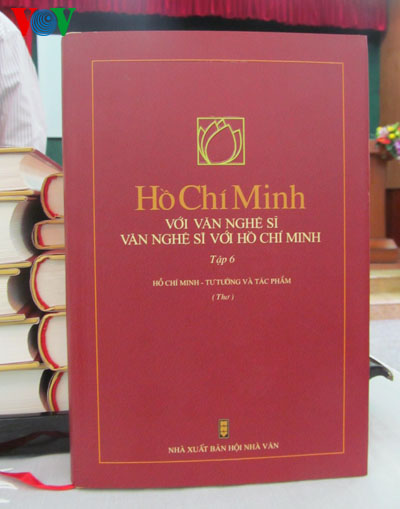 VOV
Hồ Chí Minh
VỚI VĂN NGHỆ SĨ
VĂN NGHỆ SĨ VỚI HỒ CHÍ MINH
Tập 6
HỒ CHÍ MINH - TƯ TƯỞNG VÀ TÁC PHẨM
(Thơ)
NHÀ XUẤT BẢN HỘI NHÀ VĂN